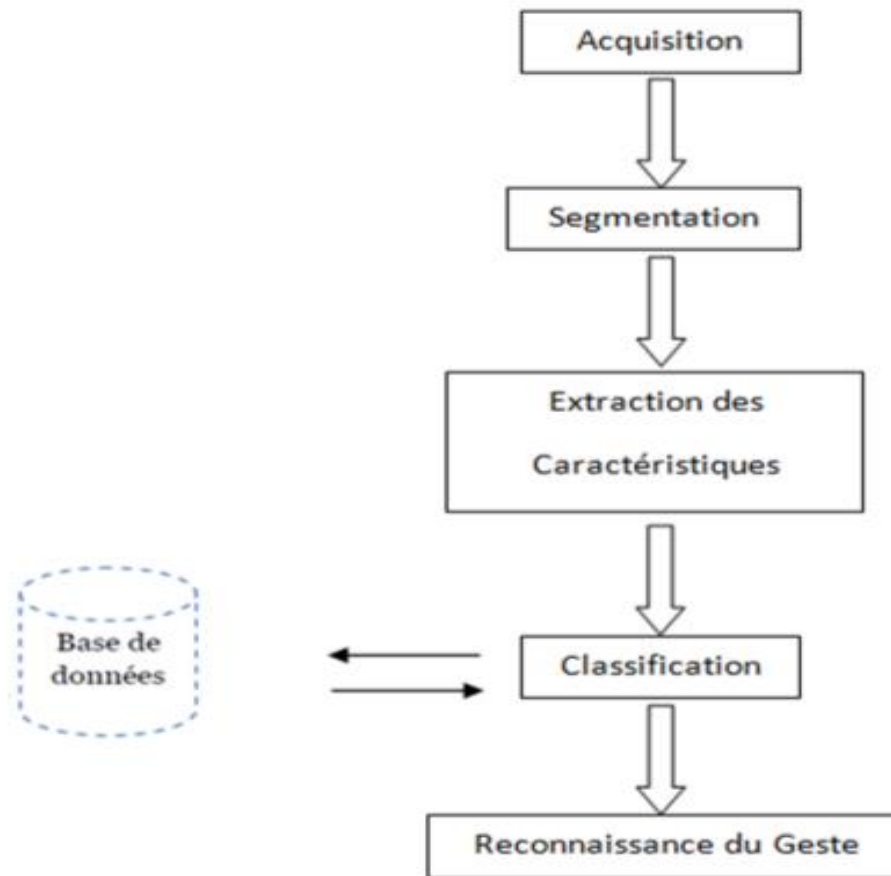 Acquisition
Segmentation
Extraction des
Caractéristiques
Base de
données
Classification
Reconnaissance du Geste